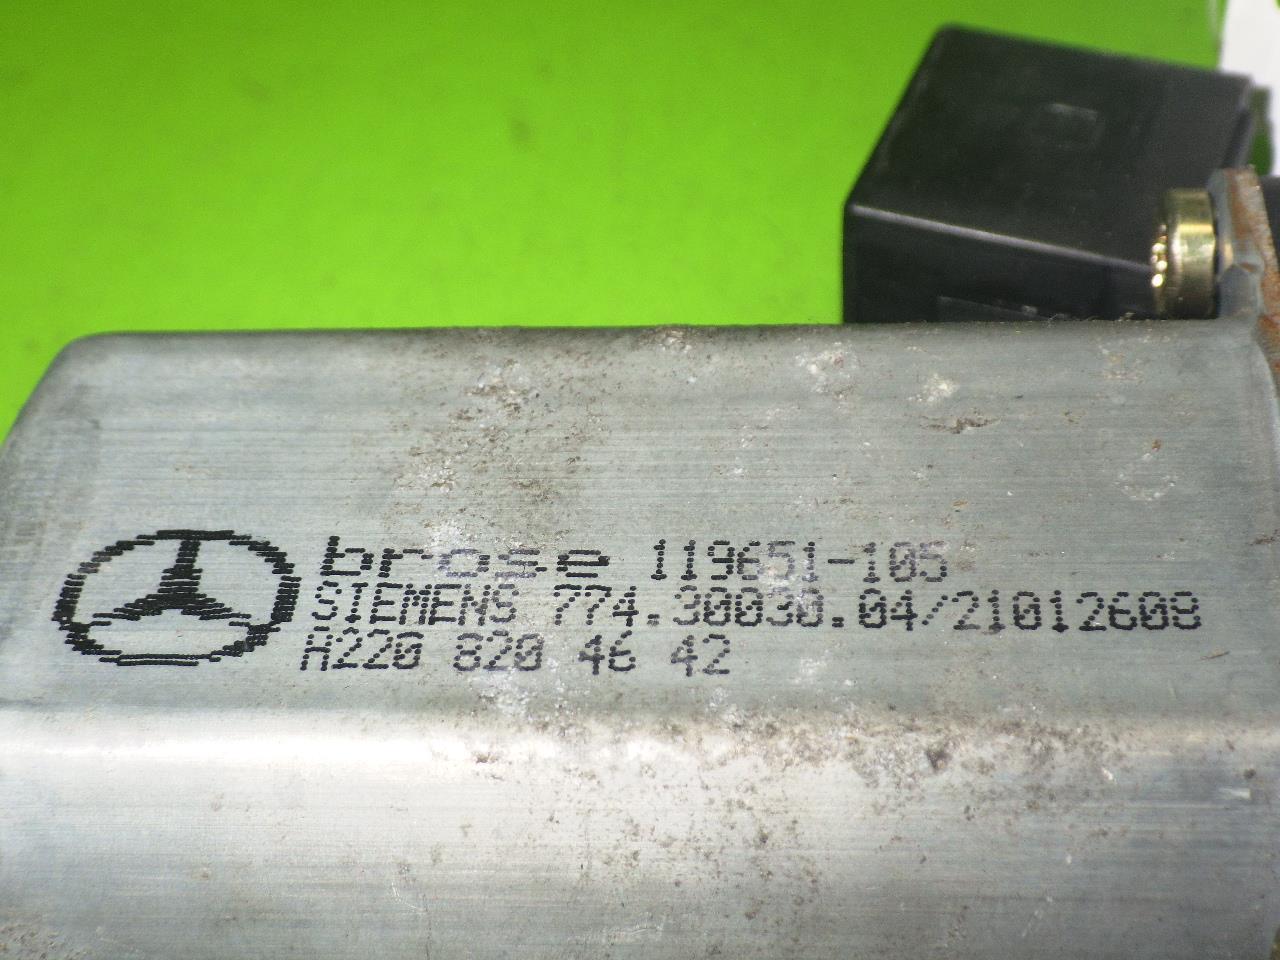 brose 119651-105
SIEMENS 774.30030.04/21012608
A220 820 46 42